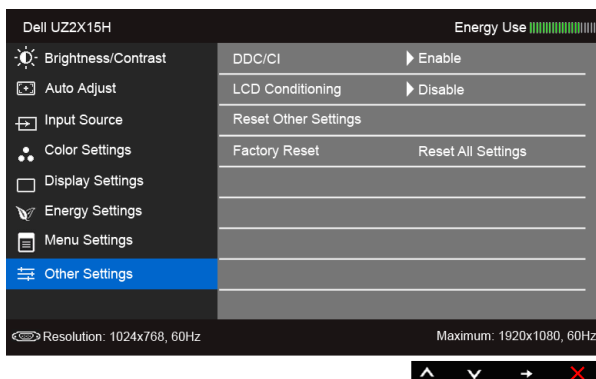 Dell UZ2X15H Energy Use
Brightness/Contrast DDC/CI Enable
Auto Adjust LCD Conditioning Disable
Input Source Reset Other Settings
Color Settings Factory Reset Reset All Settings
Display Settings
Energy Settings
Menu Settings
Other Settings
Resolution: 1024x768, 60Hz Maximum: 1920x1080, 60Hz